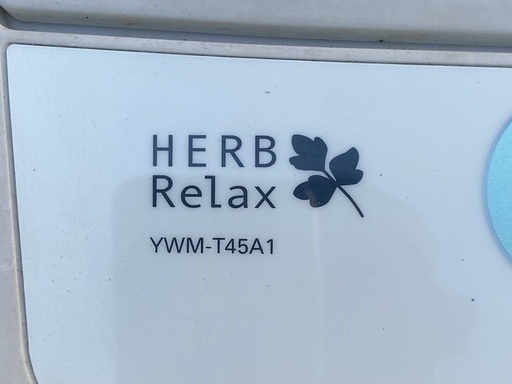 HERB
Relax
YWM-T45A1